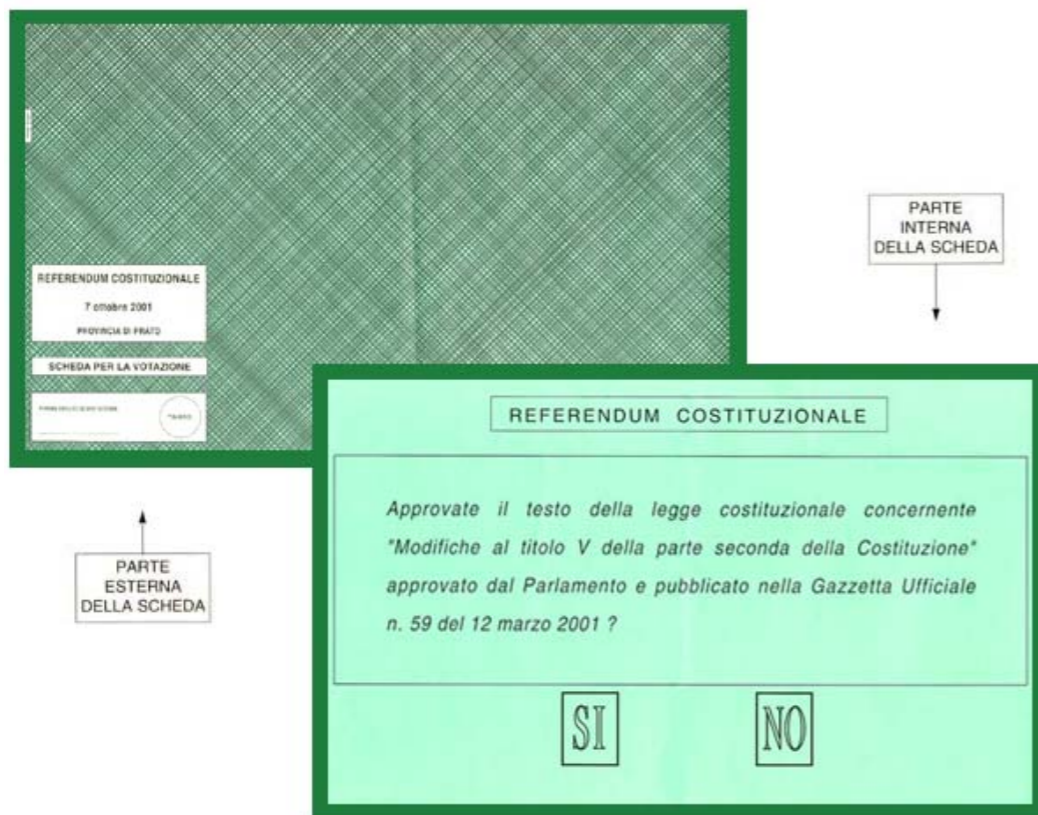 REFERENDUM COSTITUZIONALE
7 ottobre 2001
PROVINCIA DI PRATO
SCHEDA PER LA VOTAZIONE
PARTE
INTERNA
DELLA SCHEDA
REFERENDUM COSTITUZIONALE
Approvate il testo della legge costituzionale concernente
"Modifiche al titolo V della parte seconda della Costituzione"
approvato dal Parlamento e pubblicato nella Gazzetta Ufficiale
n. 59 del 12 marzo 2001 ?
SI
NO
PARTE
ESTERNA
DELLA SCHEDA